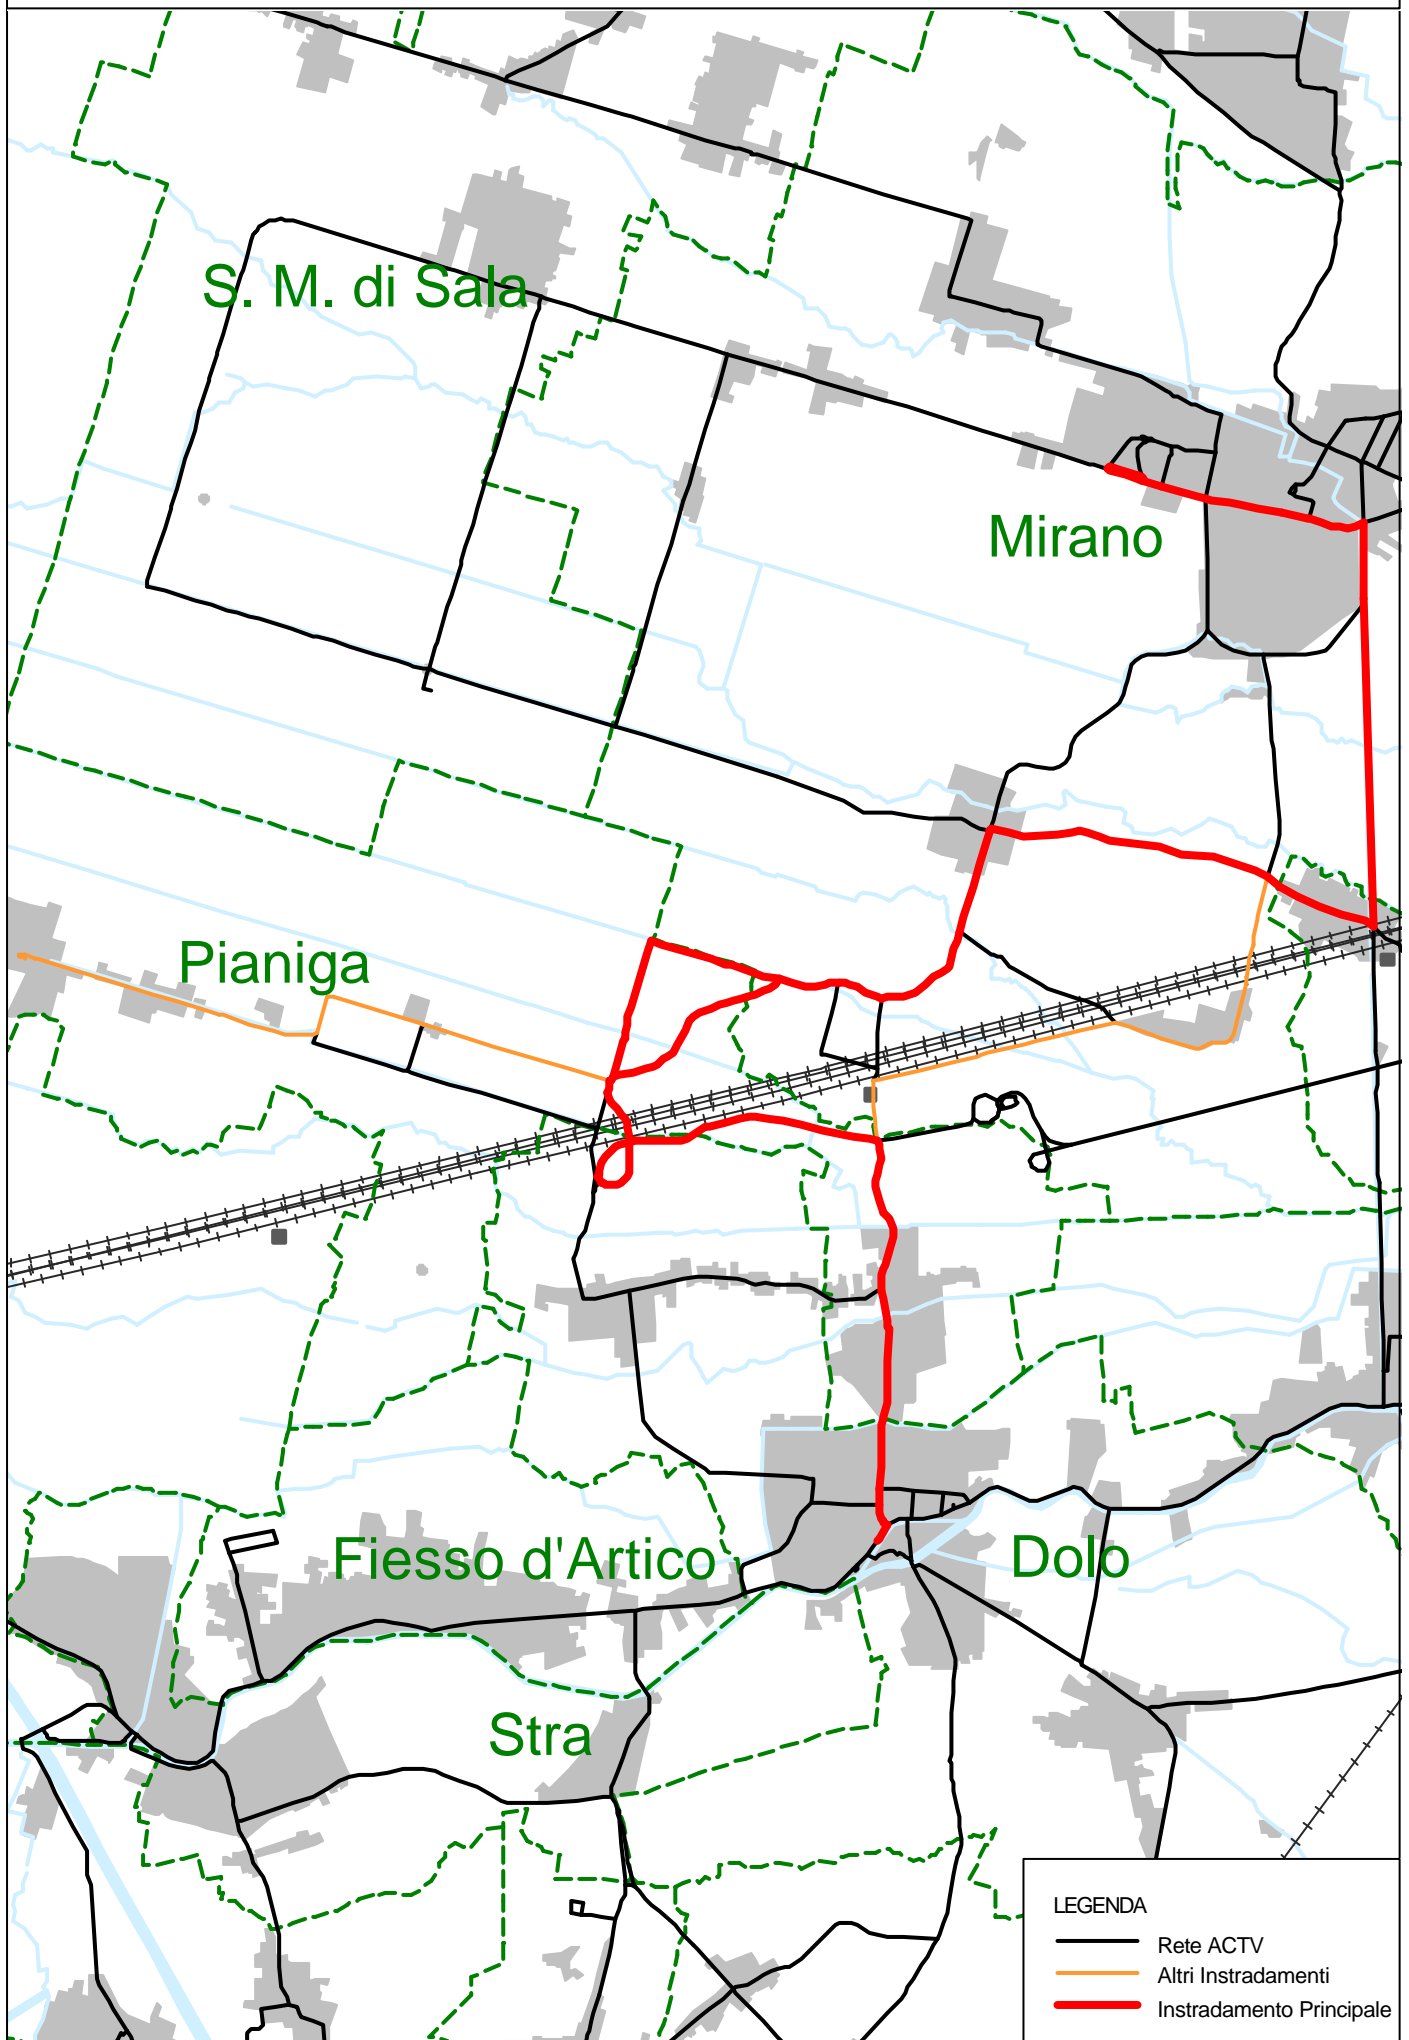 S. M. di Sala
Mirano
Pianiga
Fiesso d'Artico
Dolo
Stra
LEGENDA
Rete ACTV
Altri Instradamenti
Instradamento Principale